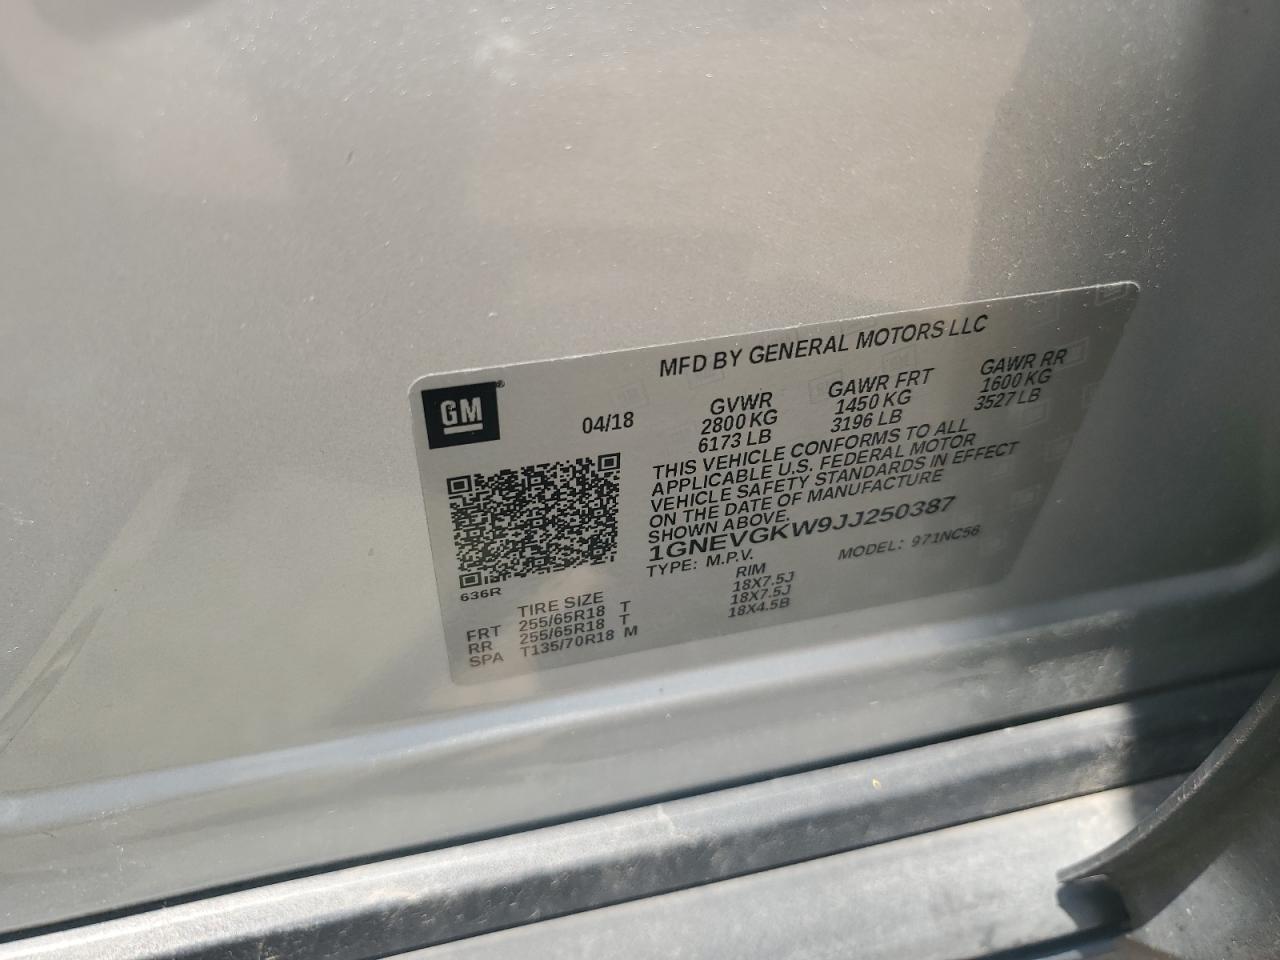 MFD BY GENERAL MOTORS LLC
GM®
04/18
GVWR GAWR FRT GAWR RR
2800 KG 1450 KG 1600 KG
6173 LB 3196 LB 3527 LB
THIS VEHICLE CONFORMS TO ALL
APPLICABLE U.S. FEDERAL MOTOR
VEHICLE SAFETY STANDARDS IN EFFECT
ON THE DATE OF MANUFACTURE
SHOWN ABOVE.
1GNEVGKW9JJ250387
TYPE: M.P.V. MODEL: 971NC56
636R
TIRE SIZE RIM
FRT 255/65R18 T 18X7.5J
RR 255/65R18 T 18X7.5J
SPA T135/70R18 M 18X4.5B